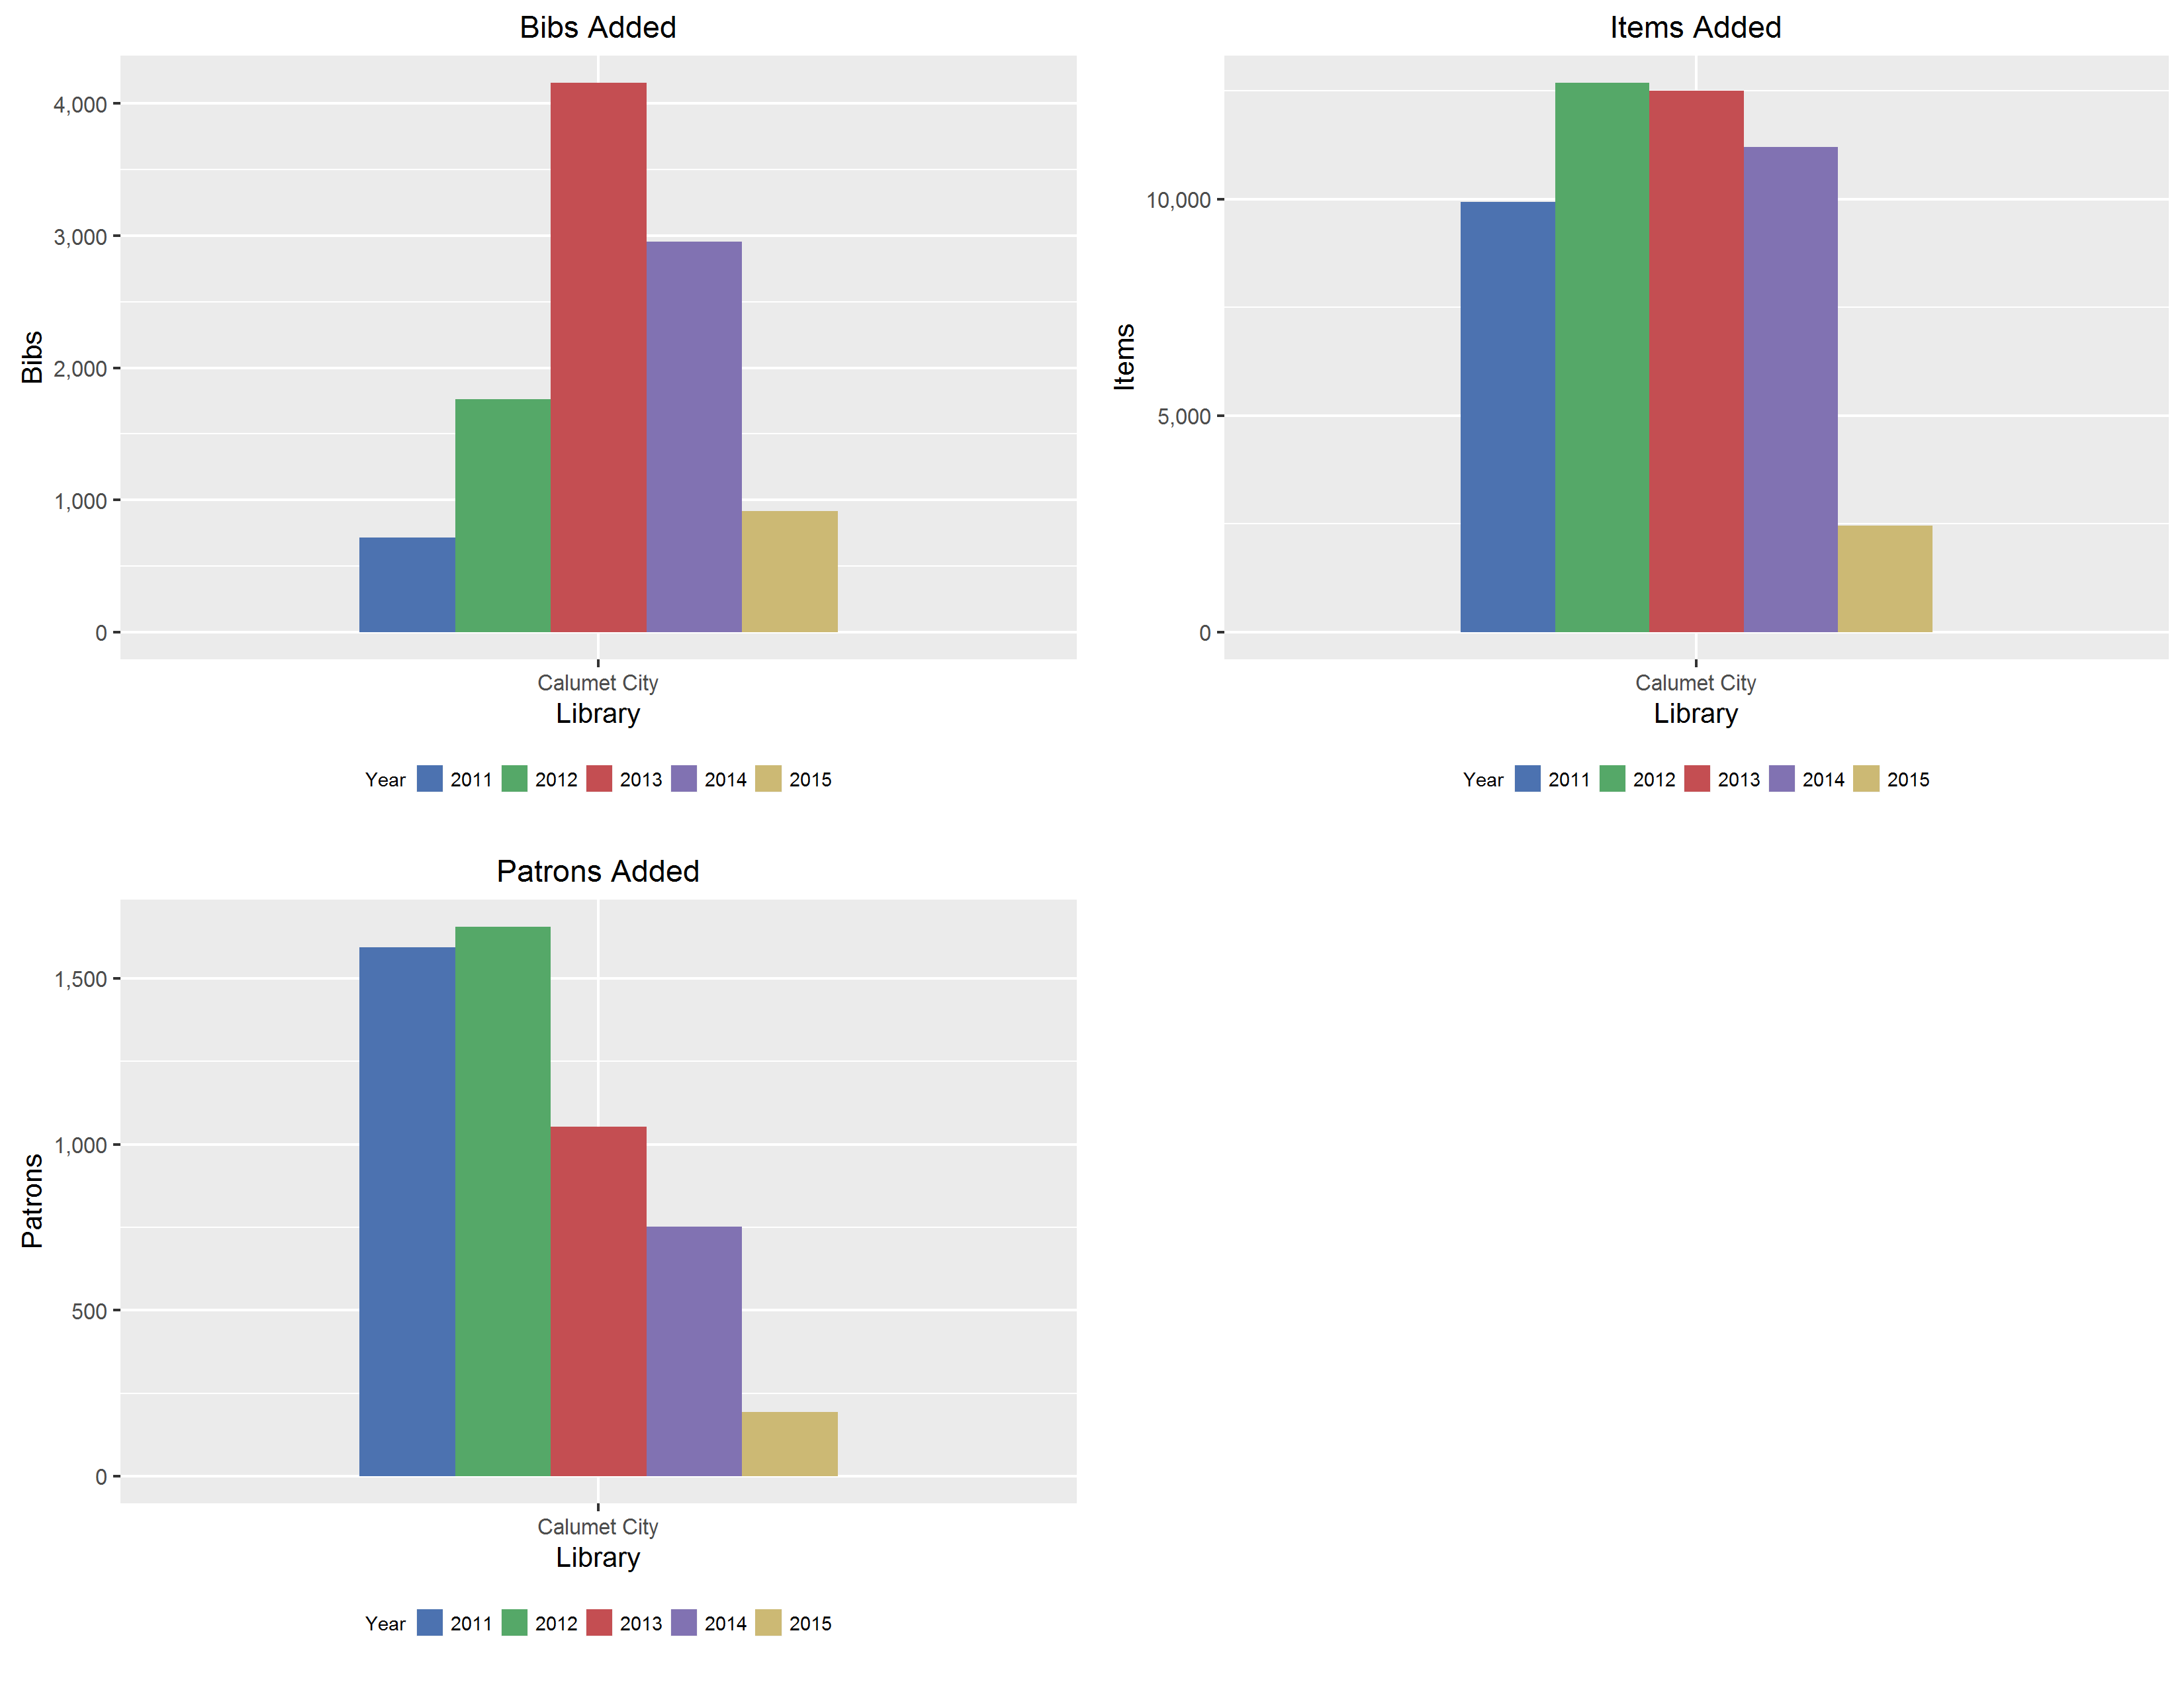 Bibs Added
4,000
3,000
2,000
1,000
0
Bibs
Calumet City
Library
Year 2011 2012 2013 2014 2015
Items Added
10,000
5,000
0
Items
Calumet City
Library
Year 2011 2012 2013 2014 2015
Patrons Added
1,500
1,000
500
0
Patrons
Calumet City
Library
Year 2011 2012 2013 2014 2015